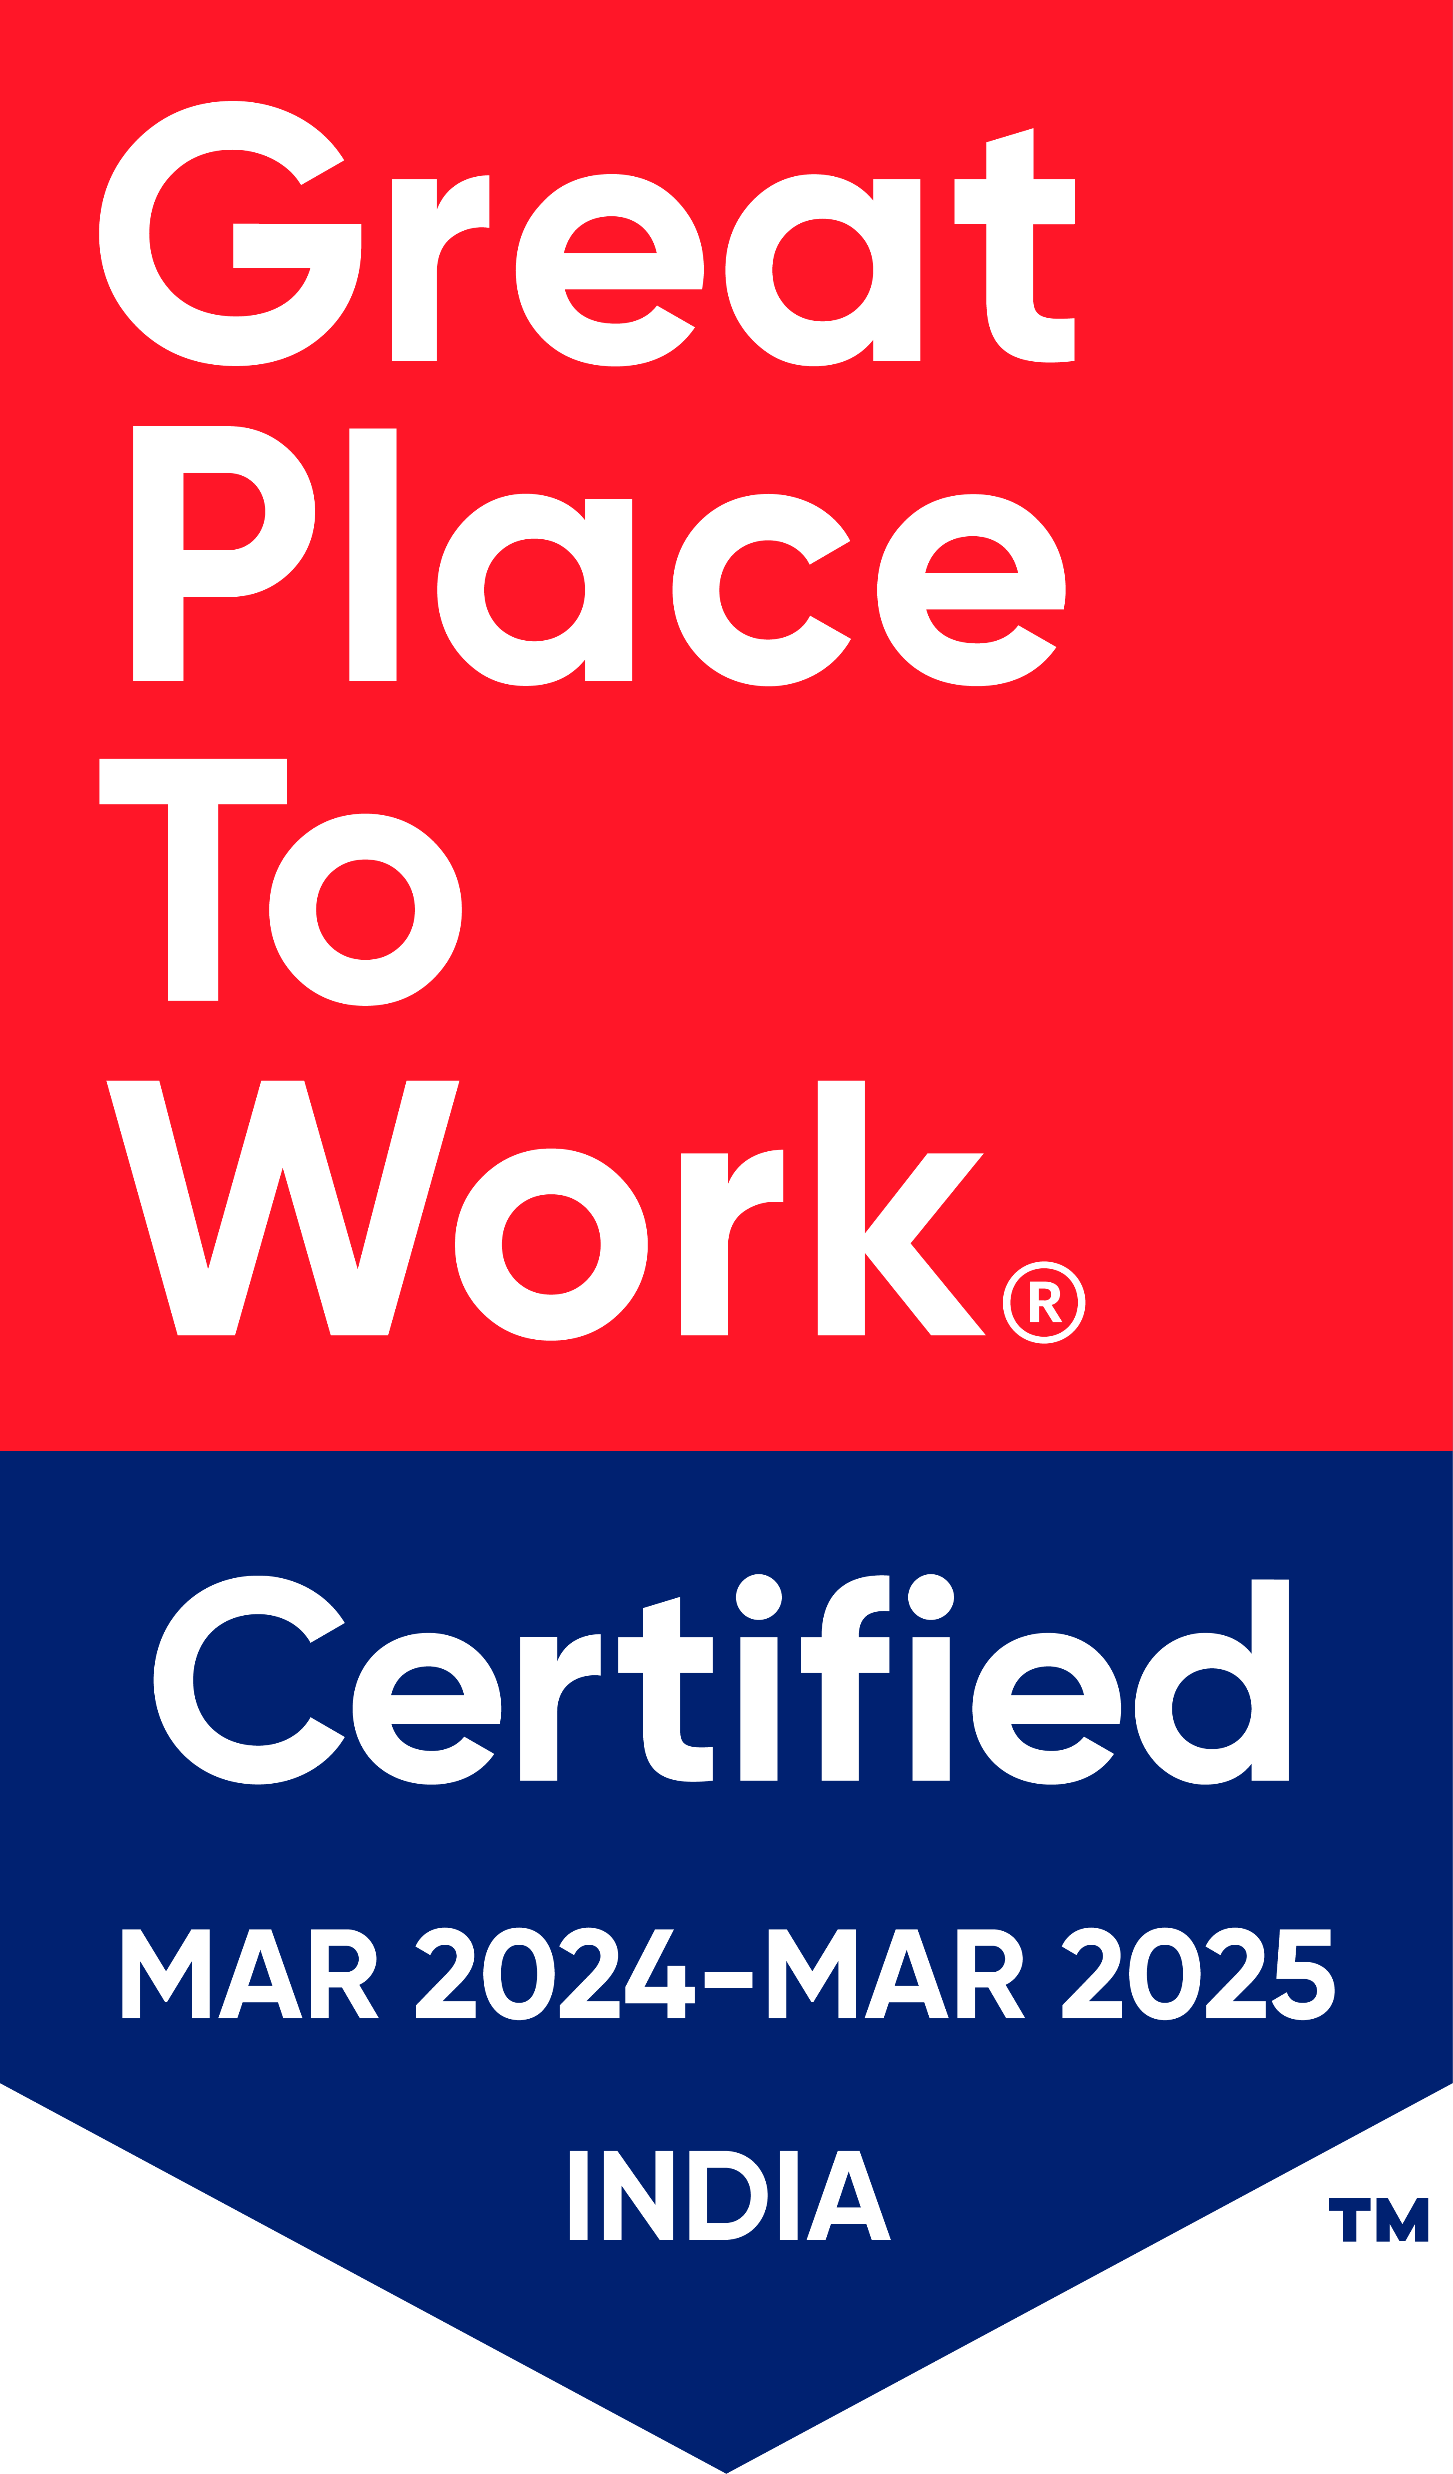 Great
Place
To
Work®
Certified
MAR 2024–MAR 2025
INDIA
™